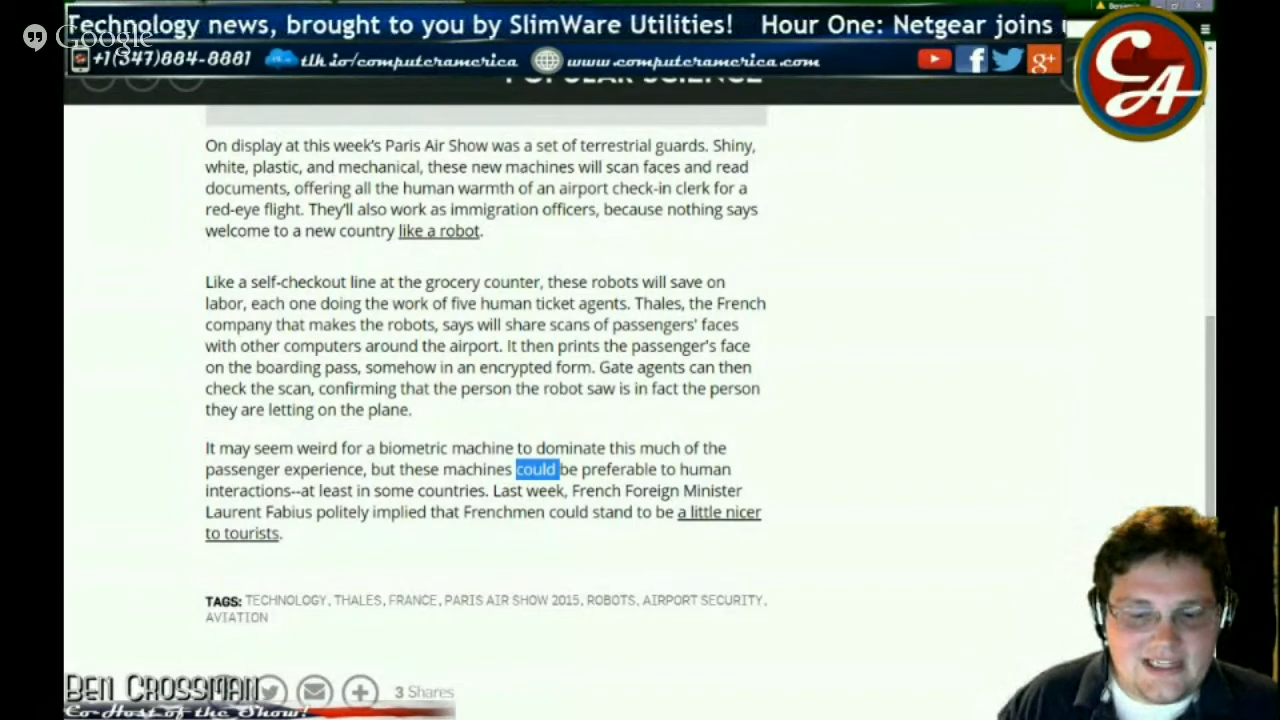 Benjamin
Technology news, brought to you by SlimWare Utilities! Hour One: Netgear joins
Google
+1(347)884-8881 tlk.io/computeramerica www.computeramerica.com
CA
POPULAR SCIENCE
On display at this week's Paris Air Show was a set of terrestrial guards. Shiny,
white, plastic, and mechanical, these new machines will scan faces and read
documents, offering all the human warmth of an airport check-in clerk for a
red-eye flight. They'll also work as immigration officers, because nothing says
welcome to a new country like a robot.
Like a self-checkout line at the grocery counter, these robots will save on
labor, each one doing the work of five human ticket agents. Thales, the French
company that makes the robots, says will share scans of passengers' faces
with other computers around the airport. It then prints the passenger's face
on the boarding pass, somehow in an encrypted form. Gate agents can then
check the scan, confirming that the person the robot saw is in fact the person
they are letting on the plane.
It may seem weird for a biometric machine to dominate this much of the
passenger experience, but these machines could be preferable to human
interactions--at least in some countries. Last week, French Foreign Minister
Laurent Fabius politely implied that Frenchmen could stand to be a little nicer
to tourists.
TAGS: TECHNOLOGY, THALES, FRANCE, PARIS AIR SHOW 2015, ROBOTS, AIRPORT SECURITY,
AVIATION
Ben Crossman
3 Shares
Co-Host of the Show!